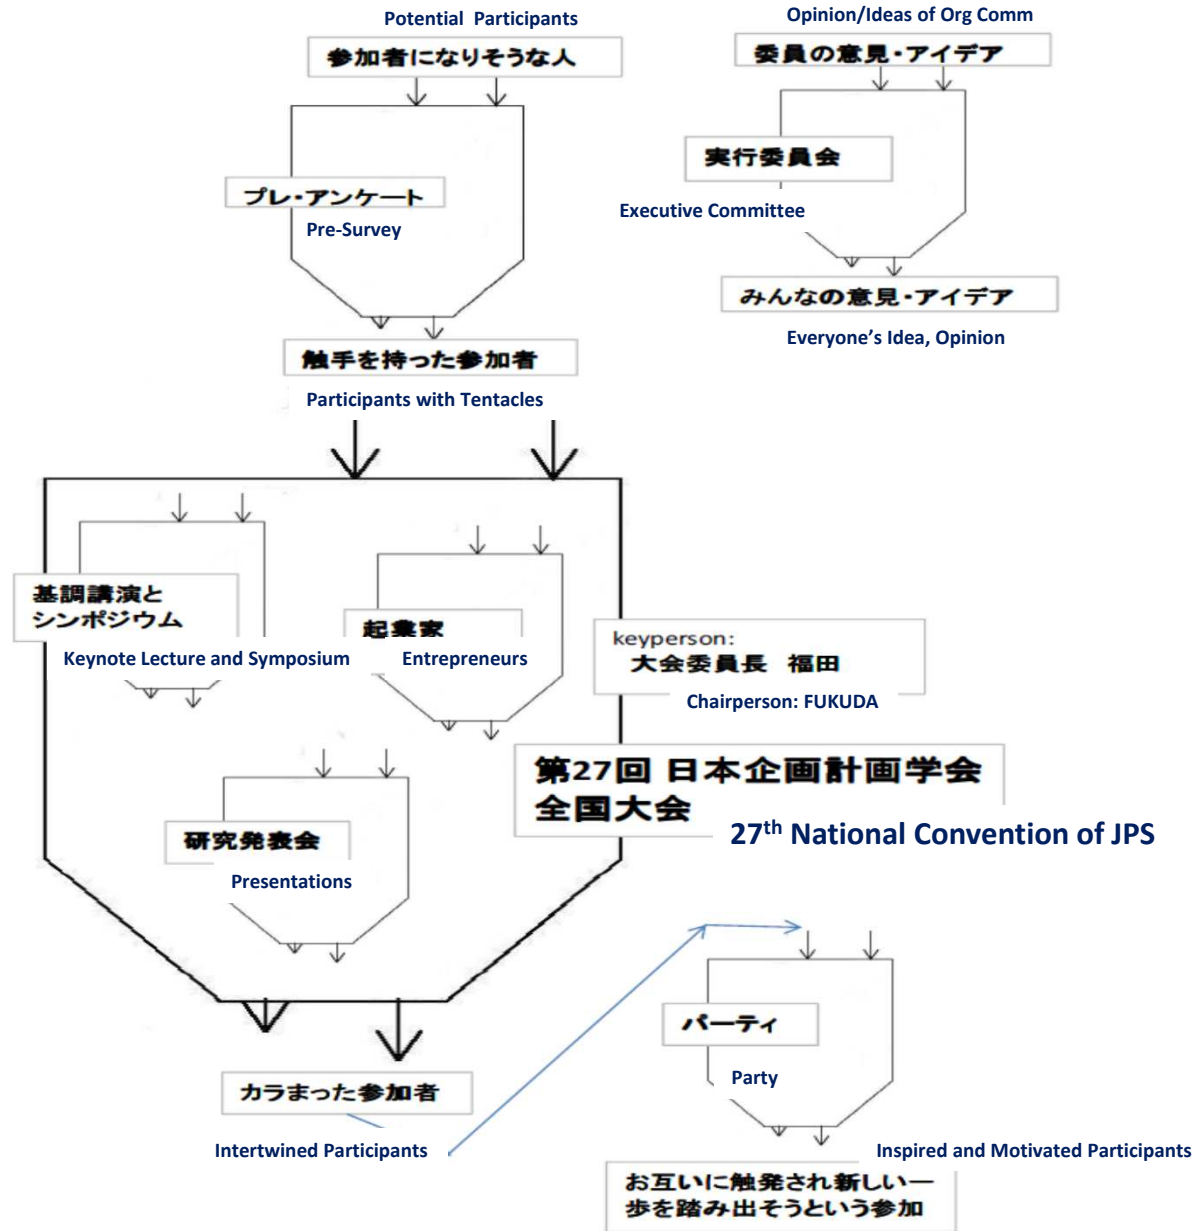 Potential Participants
参加者になりそうな人
プレ・アンケート
Pre-Survey
触手を持った参加者
Participants with Tentacles
Opinion/Ideas of Org Comm
委員の意見・アイデア
実行委員会
Executive Committee
みんなの意見・アイデア
Everyone's Idea, Opinion
基調講演と
シンポジウム
Keynote Lecture and Symposium
起業家
Entrepreneurs
keyperson:
大会委員長 福田
Chairperson: FUKUDA
第27回 日本企画計画学会
全国大会
27th National Convention of JPS
研究発表会
Presentations
カラまった参加者
Intertwined Participants
パーティ
Party
Inspired and Motivated Participants
お互いに触発され新しい一
歩を踏み出そうという参加